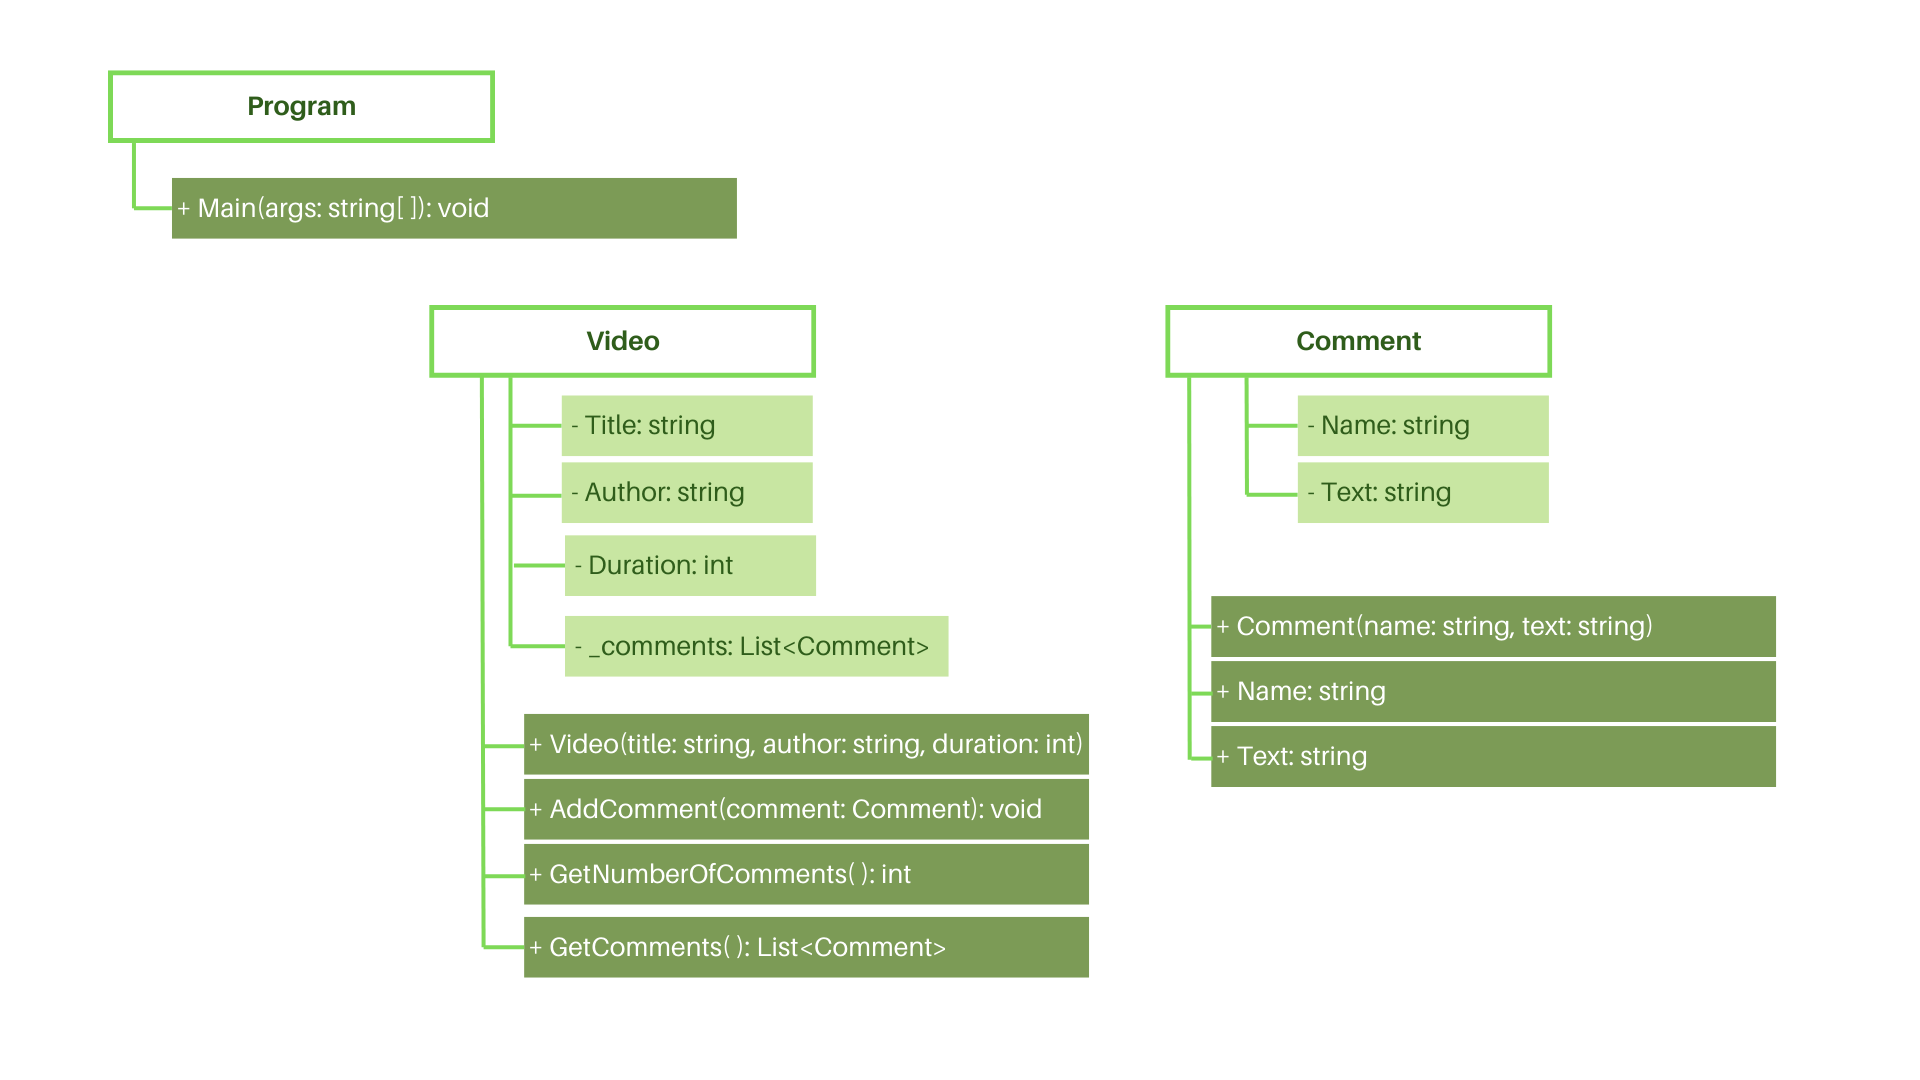 Program
+ Main(args: string[ ]): void
Video
- Title: string
- Author: string
- Duration: int
- _comments: List<Comment>
+ Video(title: string, author: string, duration: int)
+ AddComment(comment: Comment): void
+ GetNumberOfComments( ): int
+ GetComments( ): List<Comment>
Comment
- Name: string
- Text: string
+ Comment(name: string, text: string)
+ Name: string
+ Text: string